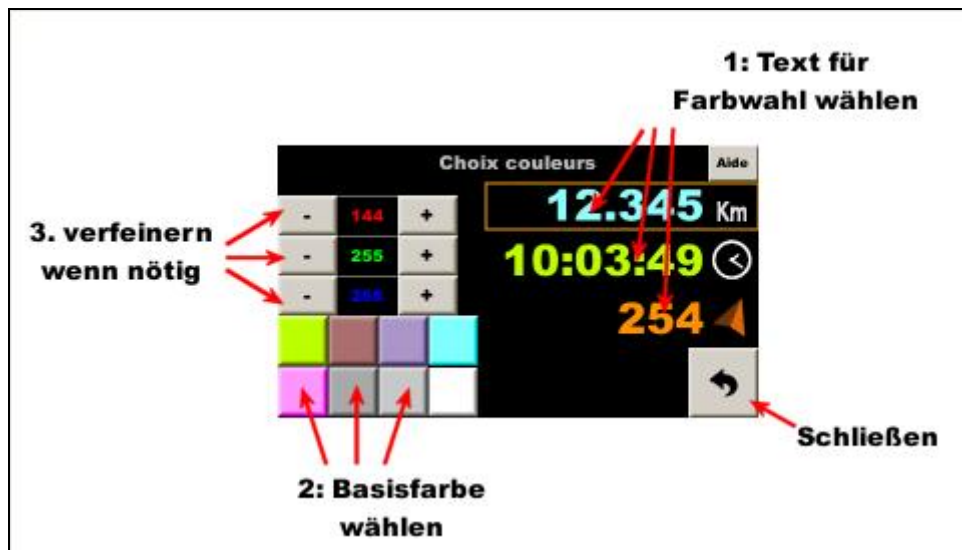 1: Text für
Farbwahl wählen
Choix couleurs
Aide
12.345 Km
- 144 +
3. verfeinern
wenn nötig
- 255 +
10:03:49
- +
254
Schließen
2: Basisfarbe
wählen